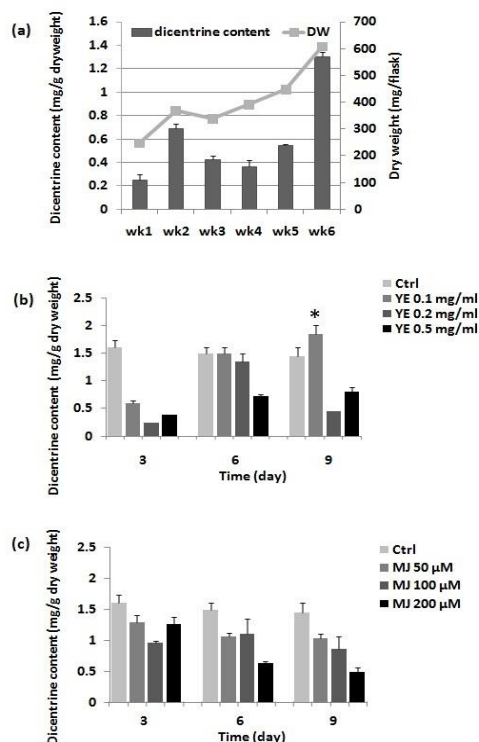 (a)
dicentrine content DW
Dicentrine content (mg/g dryweight)
1.6
1.4
1.2
1
0.8
0.6
0.4
0.2
0
700
600
500
400
300
200
100
0
Dry weight (mg/flask)
wk1 wk2 wk3 wk4 wk5 wk6
(b)
Ctrl
YE 0.1 mg/ml
YE 0.2 mg/ml
YE 0.5 mg/ml
Dicentrine content (mg/g dry weight)
2.5
2
1.5
1
0.5
0
*
3 6 9
Time (day)
(c)
Ctrl
MJ 50 µM
MJ 100 µM
MJ 200 µM
Dicentrine content (mg/g dry weight)
2.5
2
1.5
1
0.5
0
3 6 9
Time (day)